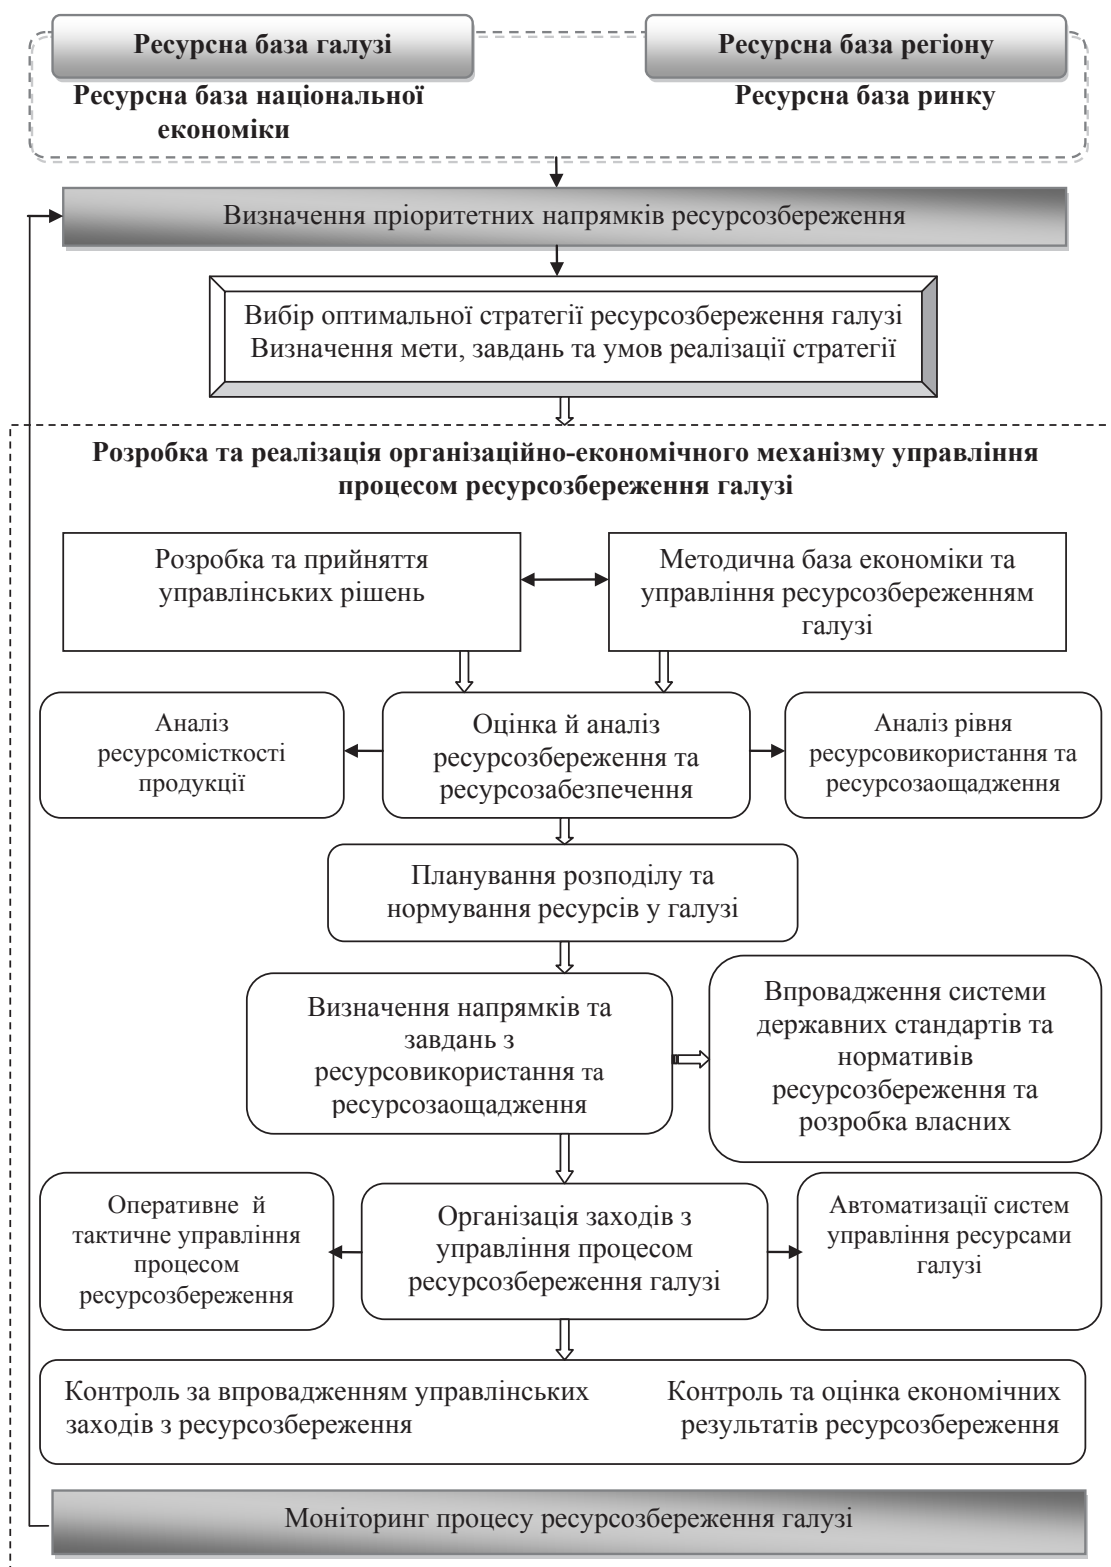 Ресурсна база галузі
Ресурсна база регіону
Ресурсна база національної
економіки
Ресурсна база ринку
Визначення пріоритетних напрямків ресурсозбереження
Вибір оптимальної стратегії ресурсозбереження галузі
Визначення мети, завдань та умов реалізації стратегії
Розробка та реалізація організаційно-економічного механізму управління
процесом ресурсозбереження галузі
Розробка та прийняття
управлінських рішень
Методична база економіки та
управління ресурсозбереженням
галузі
Аналіз
ресурсомісткості
продукції
Оцінка й аналіз
ресурсозбереження та
ресурсозабезпечення
Аналіз рівня
ресурсовикористання та
ресурсозаощадження
Планування розподілу та
нормування ресурсів у галузі
Визначення напрямків та
завдань з
ресурсовикористання та
ресурсозаощадження
Впровадження системи
державних стандартів та
нормативів
ресурсозбереження та
розробка власних
Оперативне й
тактичне управління
процесом
ресурсозбереження
Організація заходів з
управління процесом
ресурсозбереження галузі
Автоматизації систем
управління ресурсами
галузі
Контроль за впровадженням управлінських
заходів з ресурсозбереження
Контроль та оцінка економічних
результатів ресурсозбереження
Моніторинг процесу ресурсозбереження галузі